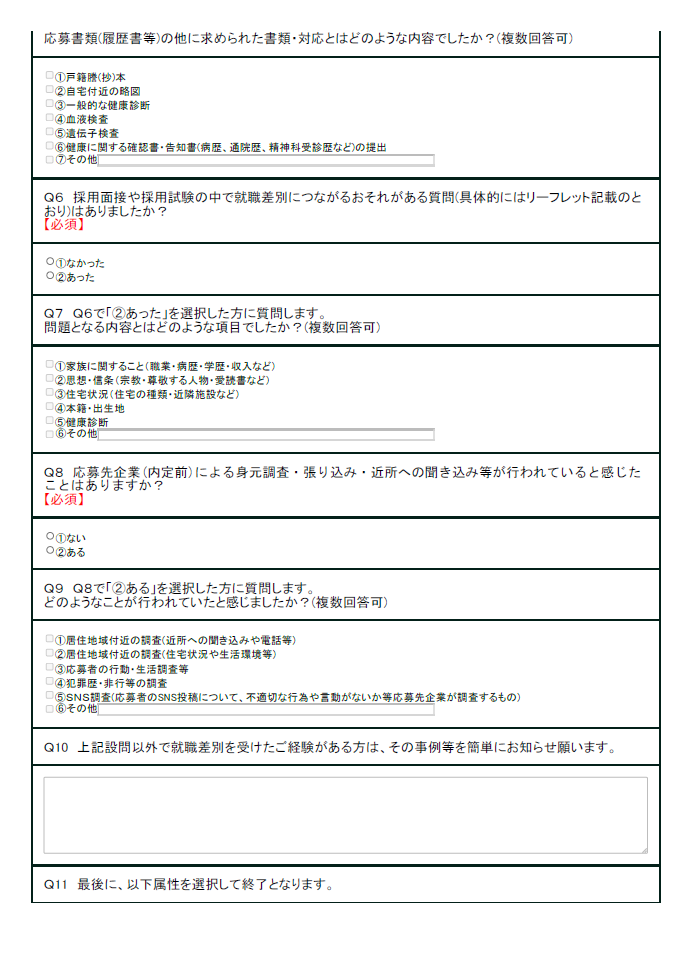 応募書類(履歴書等)の他に求められた書類・対応とはどのような内容でしたか？(複数回答可)
①戸籍謄(抄)本
②自宅付近の略図
③一般的な健康診断
④血液検査
⑤遺伝子検査
⑥健康に関する確認書・告知書(病歴、通院歴、精神科受診歴など)の提出
⑦その他
Q6　採用面接や採用試験の中で就職差別につながるおそれがある質問(具体的にはリーフレット記載のと
おり)はありましたか？
【必須】
①なかった
②あった
Q7　Q6で「②あった」を選択した方に質問します。
問題となる内容とはどのような項目でしたか？(複数回答可)
①家族に関すること(職業・病歴・学歴・収入など)
②思想・信条(宗教・尊敬する人物・愛読書など)
③住宅状況(住宅の種類・近隣施設など)
④本籍・出生地
⑤健康診断
⑥その他
Q8　応募先企業(内定前)による身元調査・張り込み・近所への聞き込み等が行われていると感じた
ことはありますか？
【必須】
①ない
②ある
Q9　Q8で「②ある」を選択した方に質問します。
どのようなことが行われていたと感じましたか？(複数回答可)
①居住地域付近の調査(近所への聞き込みや電話等)
②居住地域付近の調査(住宅状況や生活環境等)
③応募者の行動・生活調査等
④犯罪歴・非行等の調査
⑤SNS調査(応募者のSNS投稿について、不適切な行為や言動がないか等応募先企業が調査するもの)
⑥その他
Q10　上記設問以外で就職差別を受けたご経験がある方は、その事例等を簡単にお知らせ願います。
Q11　最後に、以下属性を選択して終了となります。